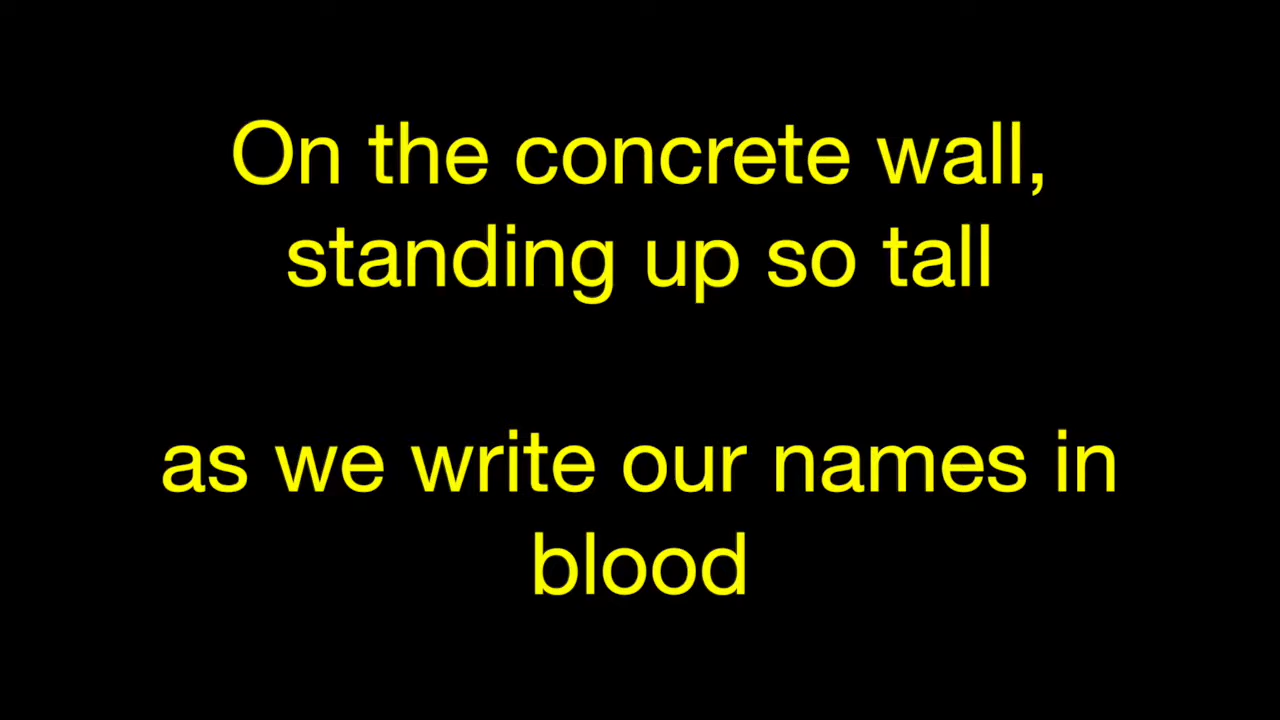 On the concrete wall,
standing up so tall
as we write our names in
blood